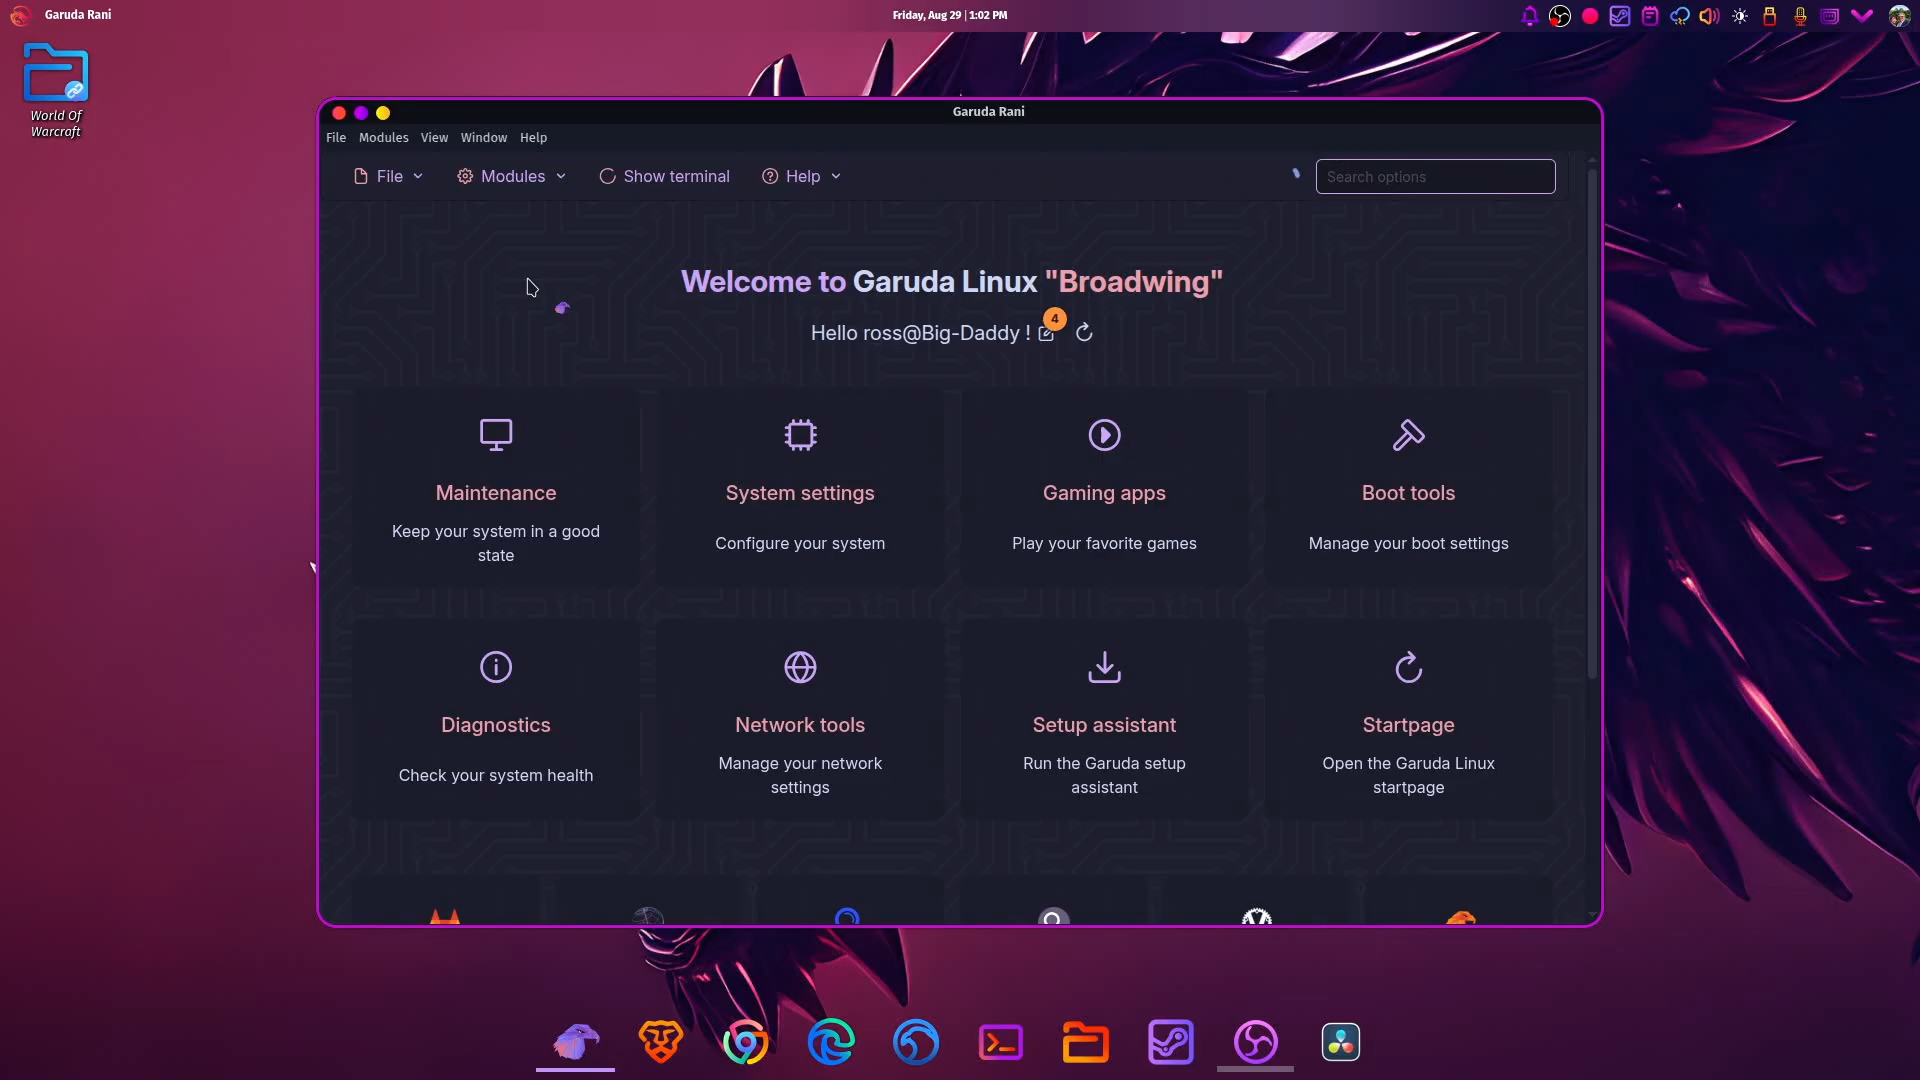 Garuda Rani
Friday, Aug 29 | 1:02 PM
World Of
Warcraft
Garuda Rani
File Modules View Window Help
File Modules Show terminal Help Search options
Welcome to Garuda Linux "Broadwing"
Hello ross@Big-Daddy ! 4
Maintenance
Keep your system in a good
state
System settings
Configure your system
Gaming apps
Play your favorite games
Boot tools
Manage your boot settings
Diagnostics
Check your system health
Network tools
Manage your network
settings
Setup assistant
Run the Garuda setup
assistant
Startpage
Open the Garuda Linux
startpage